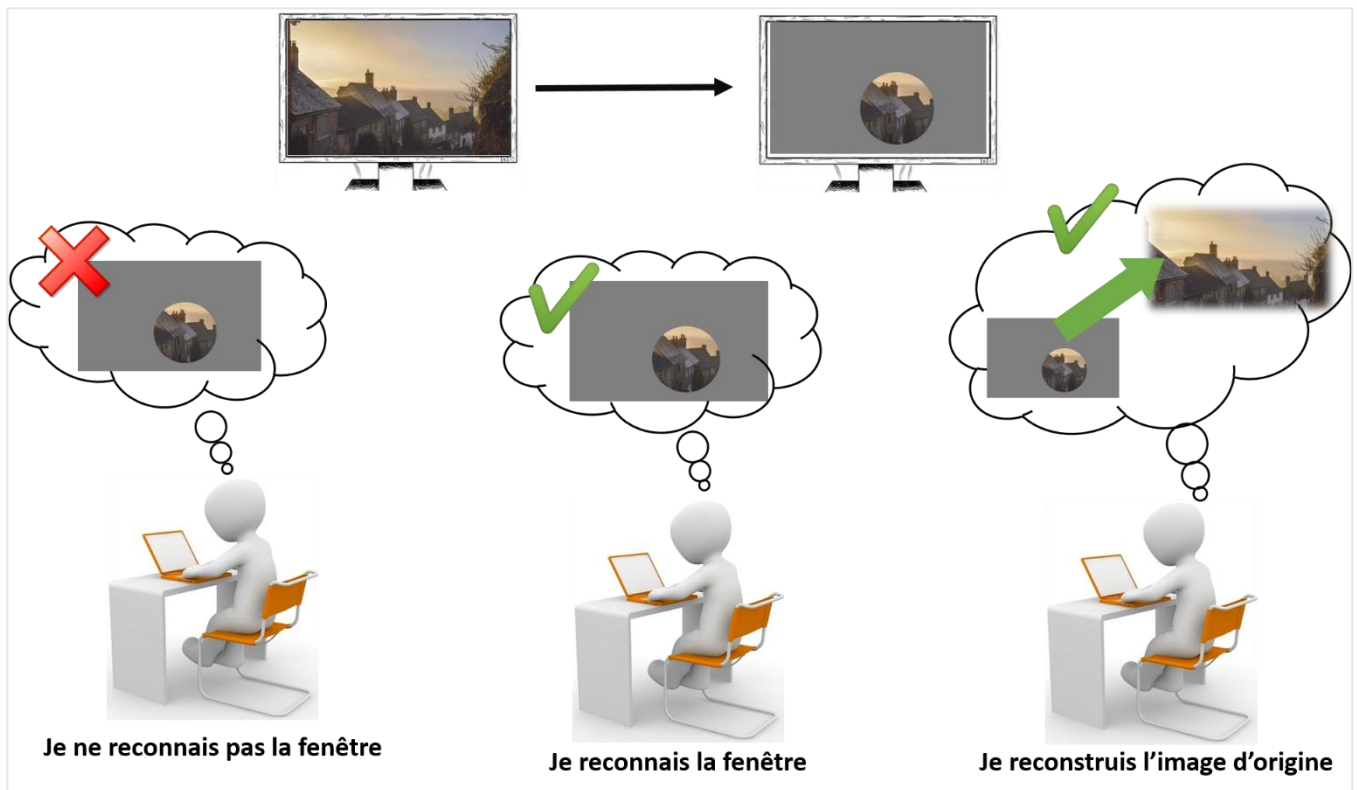 Je ne reconnais pas la fenêtre
Je reconnais la fenêtre
Je reconstruis l’image d’origine